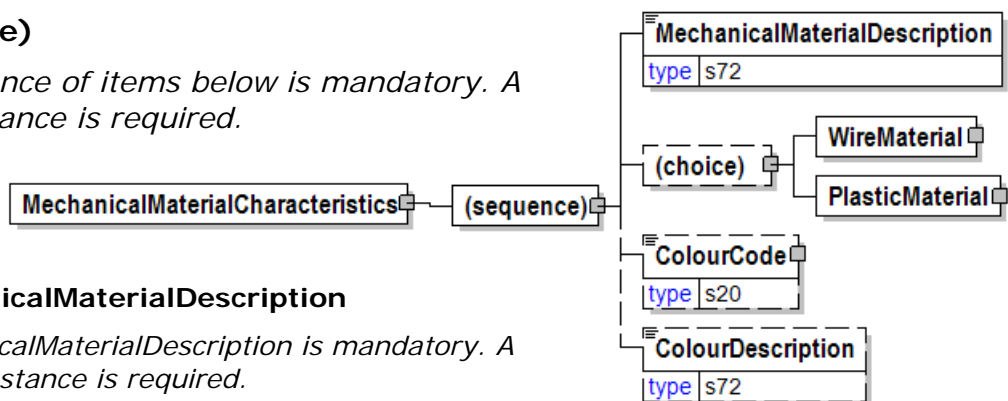 e)
nce of items below is mandatory. A
ance is required.
MechanicalMaterialCharacteristics
(sequence)
MechanicalMaterialDescription
type s72
(choice)
WireMaterial
PlasticMaterial
ColourCode
type s20
ColourDescription
type s72
icalMaterialDescription
calMaterialDescription is mandatory. A
stance is required.